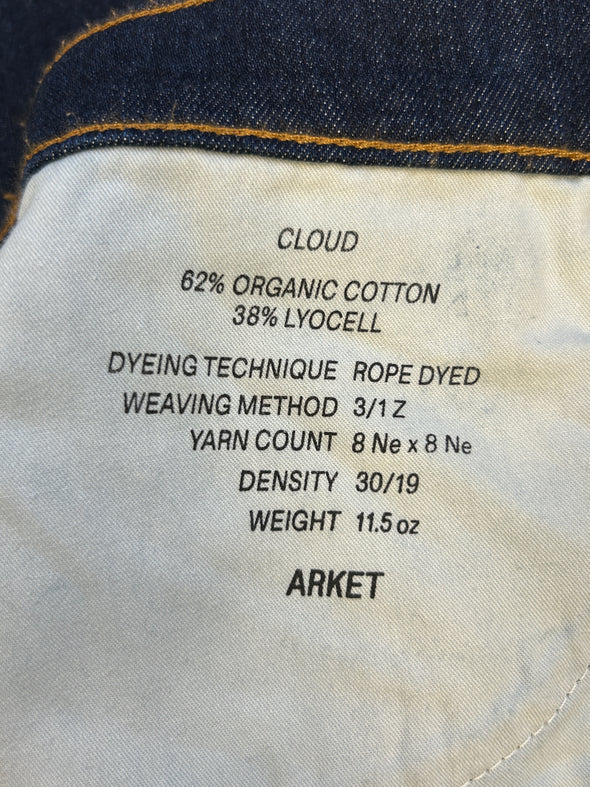 CLOUD
62% ORGANIC COTTON
38% LYOCELL
DYEING TECHNIQUE ROPE DYED
WEAVING METHOD 3/1 Z
YARN COUNT 8 Ne x 8 Ne
DENSITY 30/19
WEIGHT 11.5 oz
ARKET